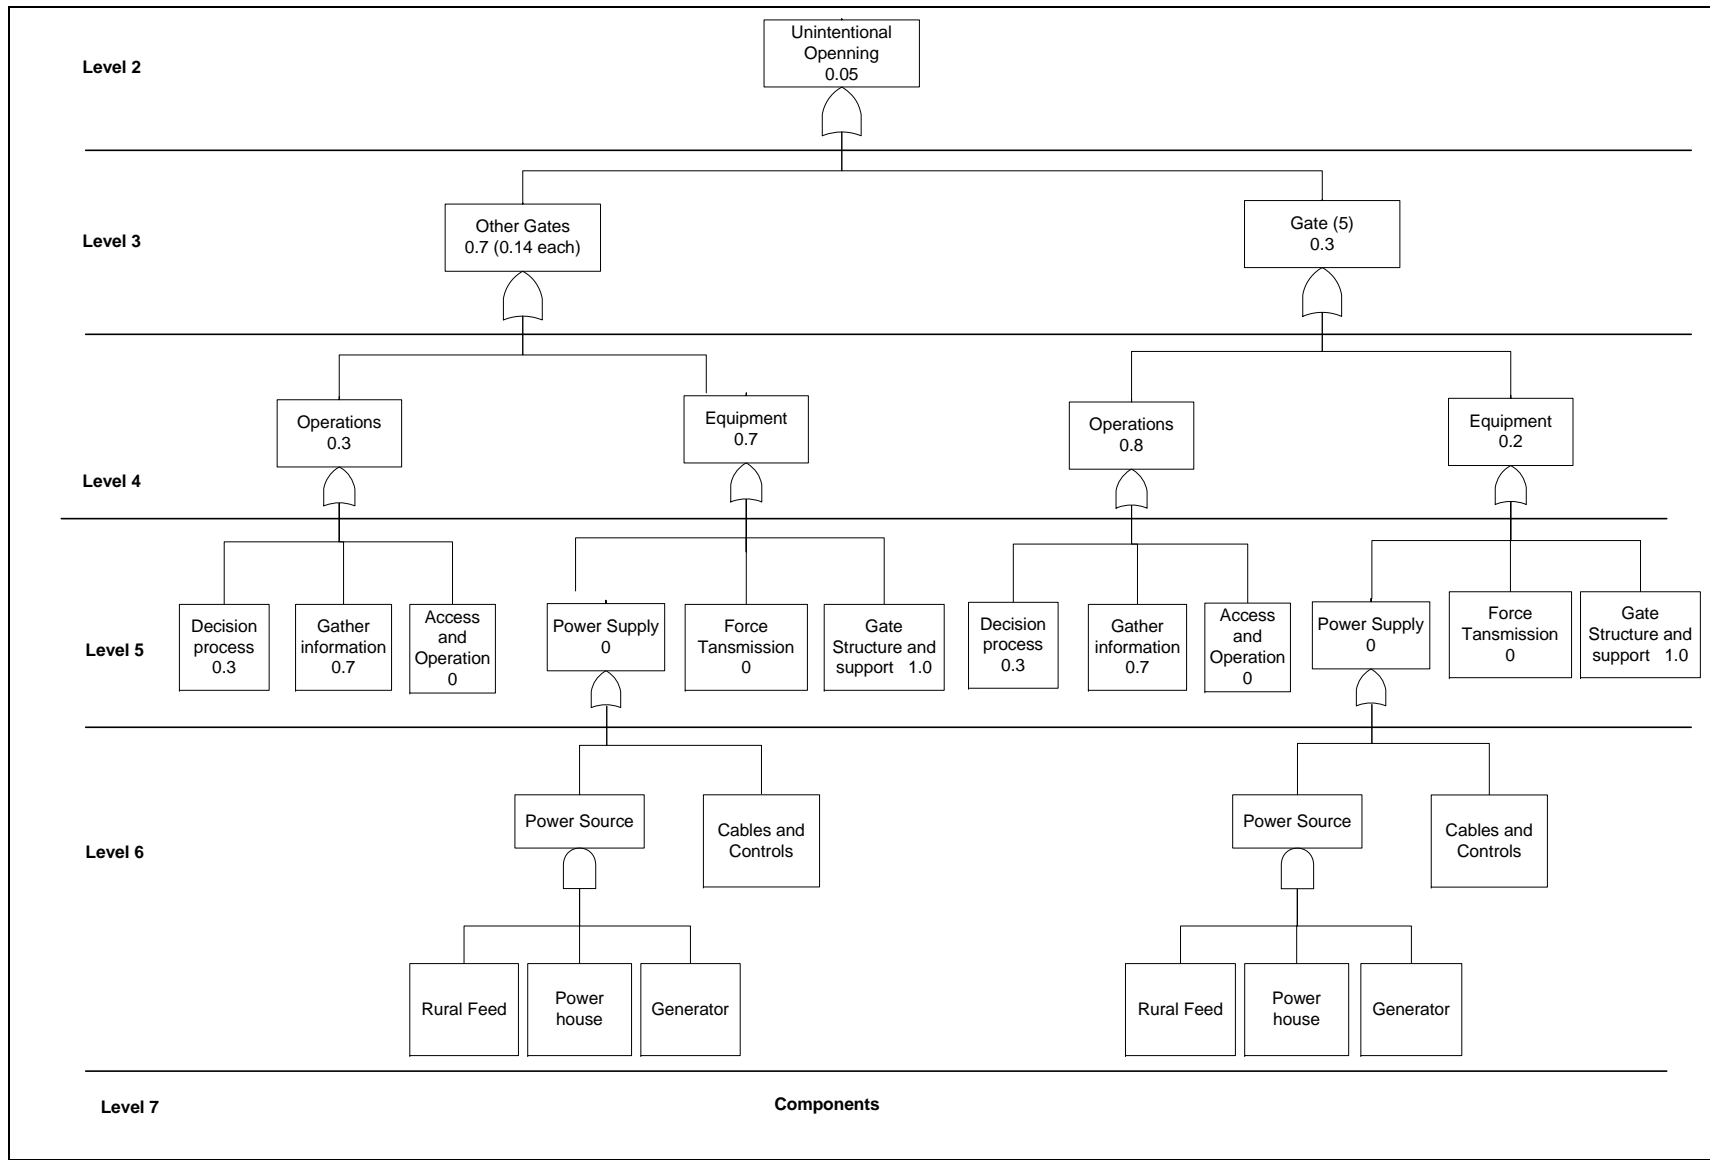 Unintentional
Openning
0.05
Level 2
Other Gates
0.7 (0.14 each)
Gate (5)
0.3
Level 3
Operations
0.3
Equipment
0.7
Operations
0.8
Equipment
0.2
Level 4
Decision
process
0.3
Gather
information
0.7
Access
and
Operation
0
Power Supply
0
Force
Tansmission
0
Gate
Structure and
support 1.0
Decision
process
0.3
Gather
information
0.7
Access
and
Operation
0
Power Supply
0
Force
Tansmission
0
Gate
Structure and
support 1.0
Level 5
Power Source
Cables and
Controls
Power Source
Cables and
Controls
Level 6
Rural Feed
Power
house
Generator
Rural Feed
Power
house
Generator
Level 7
Components